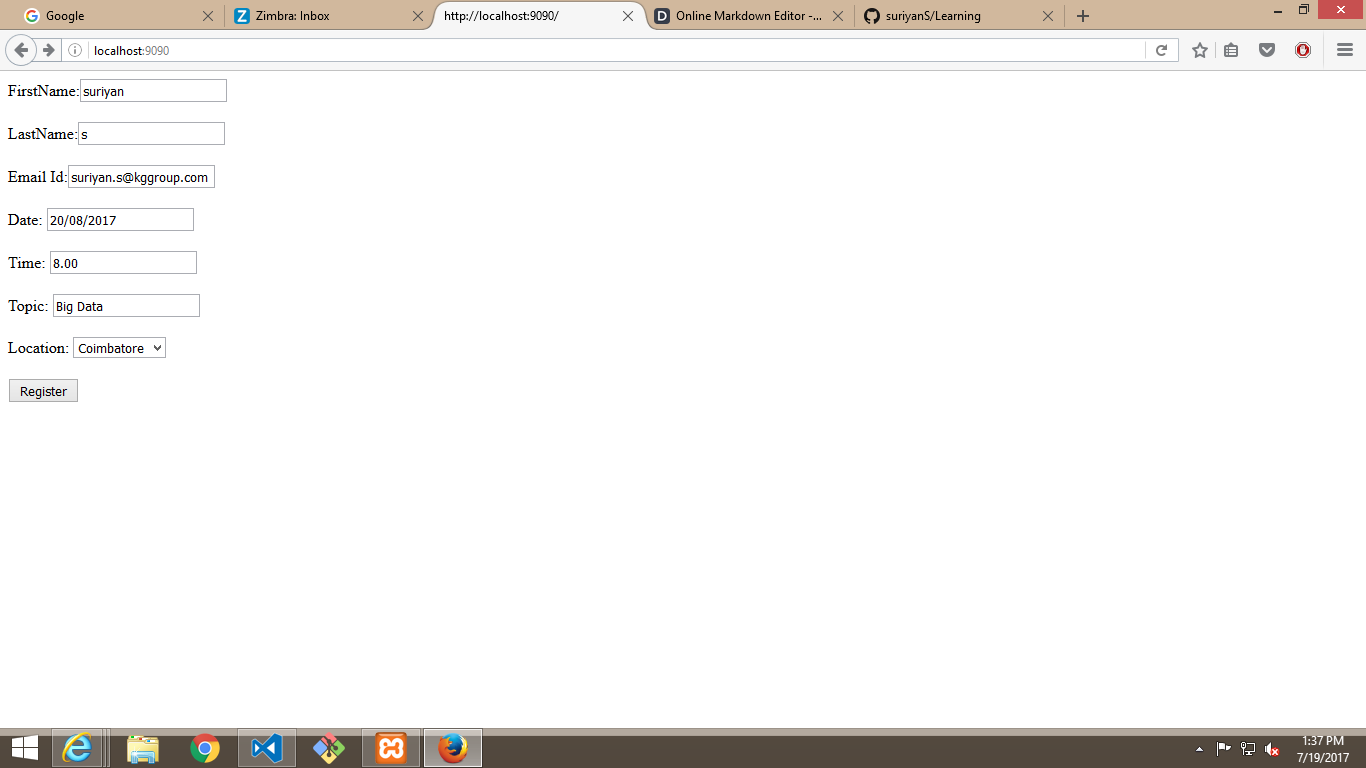 Google
Zimbra: Inbox
http://localhost:9090/
Online Markdown Editor -...
suriyanS/Learning
localhost:9090
FirstName: suriyan
LastName: s
Email Id: suriyan.s@kggroup.com
Date: 20/08/2017
Time: 8.00
Topic: Big Data
Location: Coimbatore
Register
1:37 PM
7/19/2017